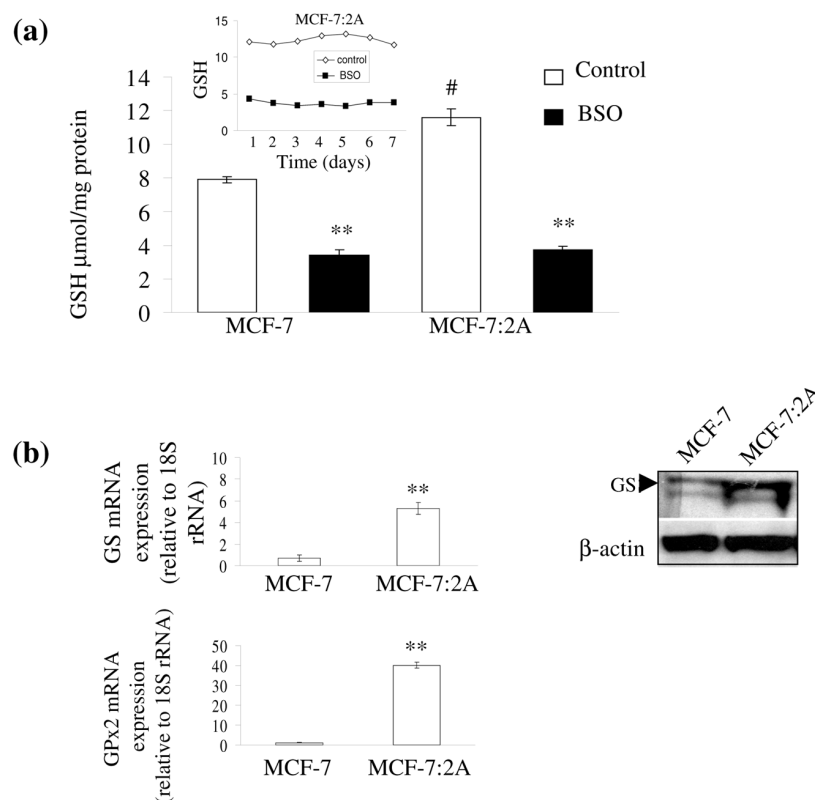 (a)
MCF-7:2A
15
10
5
0
GSH
control
BSO
1 2 3 4 5 6 7
Time (days)
14
12
10
8
6
4
2
0
GSH μmol/mg protein
#
**
**
Control
BSO
MCF-7
MCF-7:2A
(b)
GS mRNA
expression
(relative to 18S
rRNA)
10
8
6
4
2
0
**
MCF-7
MCF-7:2A
MCF-7
MCF-7:2A
GS
β-actin
GPx2 mRNA
expression
(relative to 18S rRNA)
50
40
30
20
10
0
**
MCF-7
MCF-7:2A